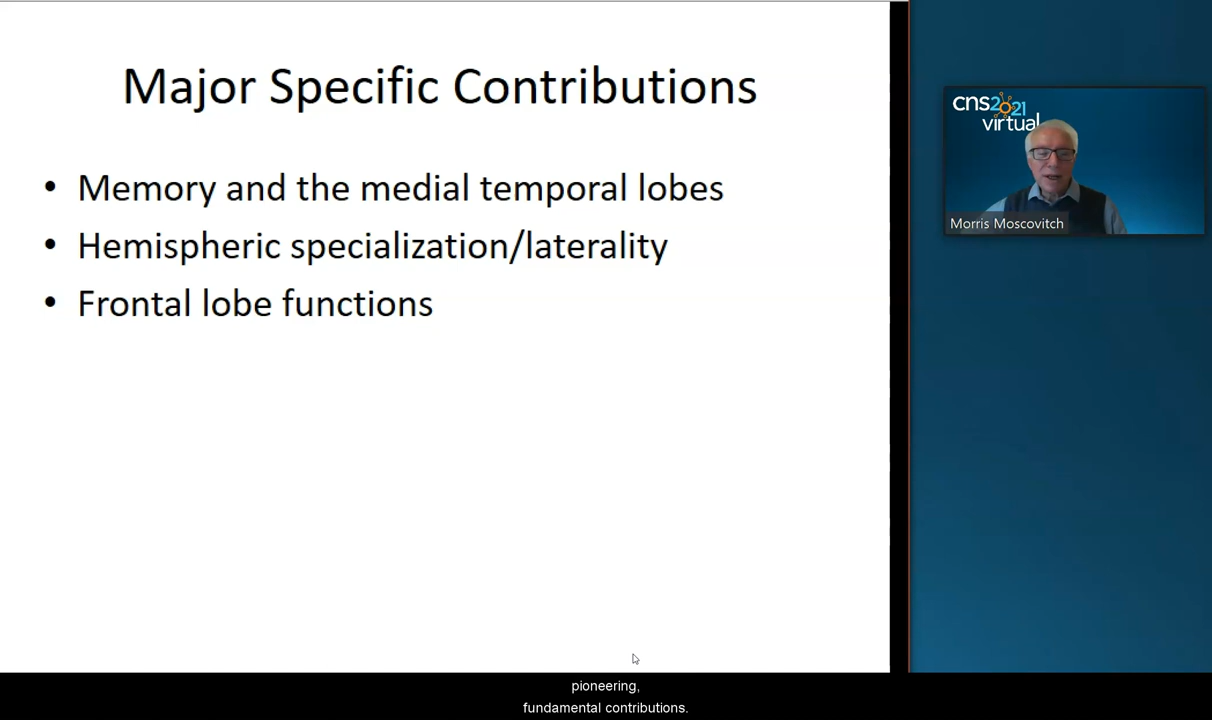 Major Specific Contributions
• Memory and the medial temporal lobes
• Hemispheric specialization/laterality
• Frontal lobe functions
cns2021
virtual
Morris Moscovitch
pioneering,
fundamental contributions.